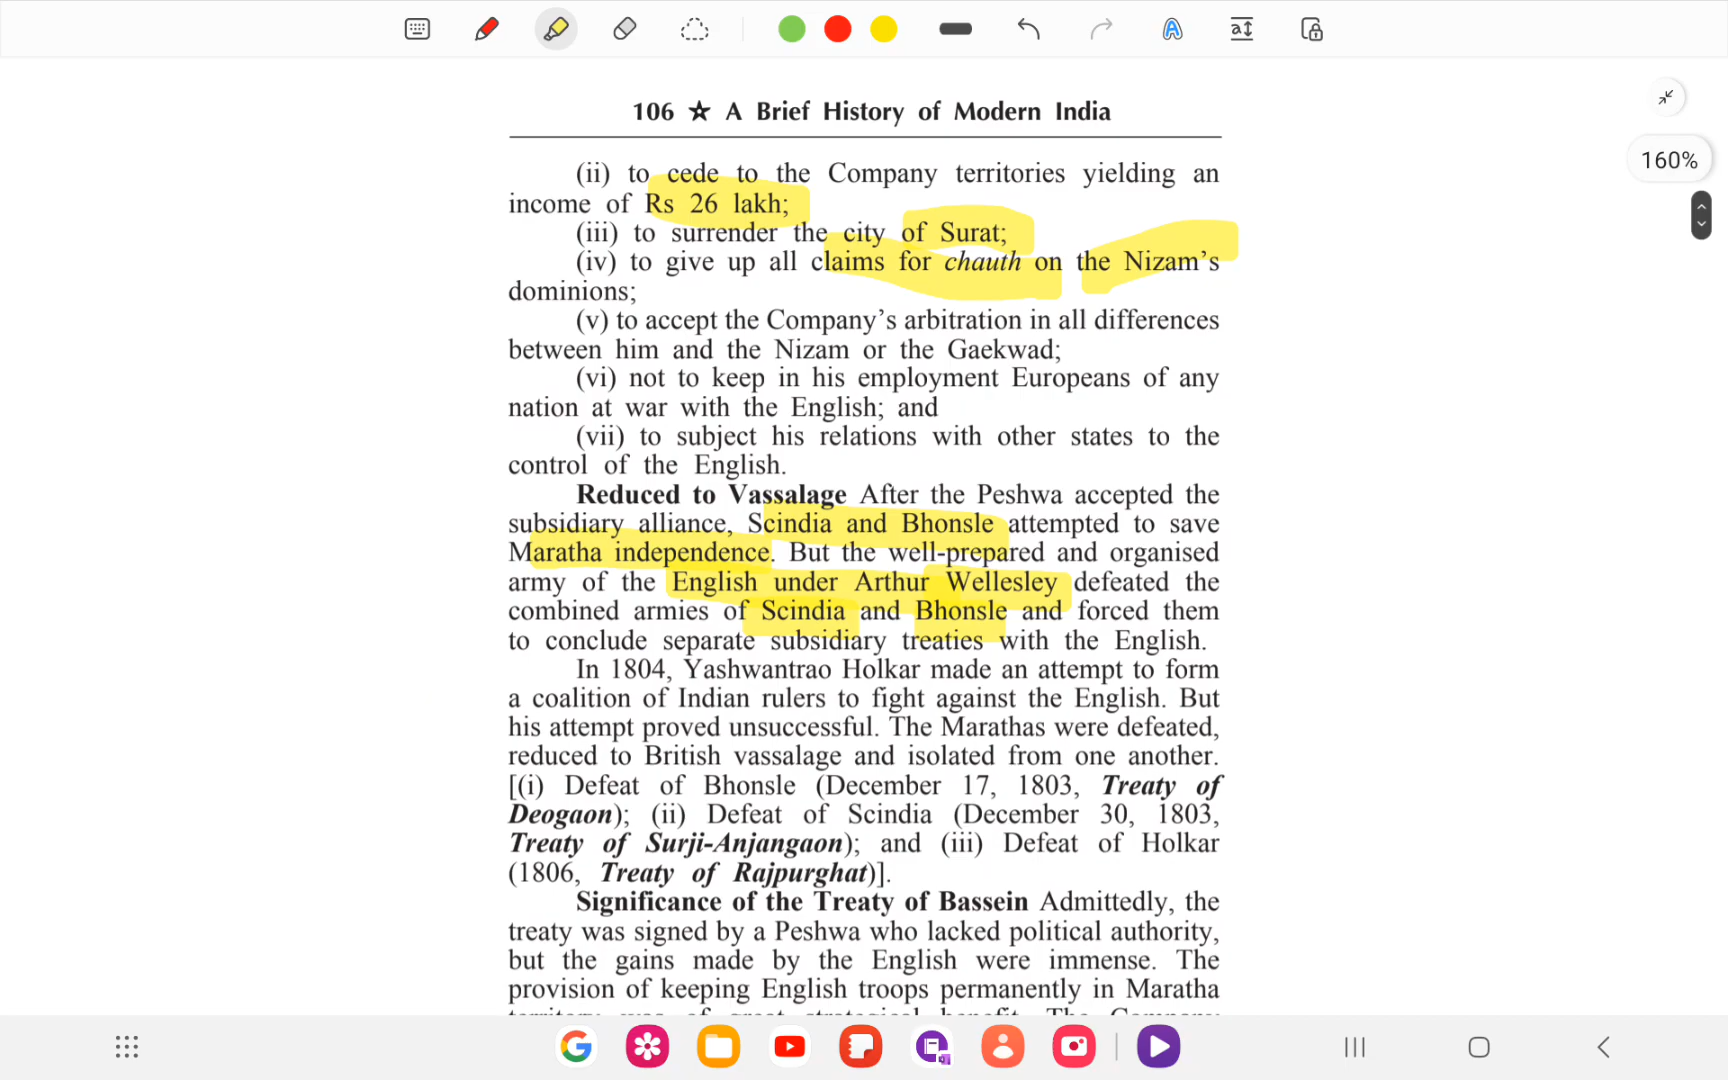 160%
106 ★ A Brief History of Modern India
(ii) to cede to the Company territories yielding an
income of Rs 26 lakh;
(iii) to surrender the city of Surat;
(iv) to give up all claims for chauth on the Nizam's
dominions;
(v) to accept the Company's arbitration in all differences
between him and the Nizam or the Gaekwad;
(vi) not to keep in his employment Europeans of any
nation at war with the English; and
(vii) to subject his relations with other states to the
control of the English.
Reduced to Vassalage After the Peshwa accepted the
subsidiary alliance, Scindia and Bhonsle attempted to save
Maratha independence. But the well-prepared and organised
army of the English under Arthur Wellesley defeated the
combined armies of Scindia and Bhonsle and forced them
to conclude separate subsidiary treaties with the English.
In 1804, Yashwantrao Holkar made an attempt to form
a coalition of Indian rulers to fight against the English. But
his attempt proved unsuccessful. The Marathas were defeated,
reduced to British vassalage and isolated from one another.
[(i) Defeat of Bhonsle (December 17, 1803, Treaty of
Deogaon); (ii) Defeat of Scindia (December 30, 1803,
Treaty of Surji-Anjangaon); and (iii) Defeat of Holkar
(1806, Treaty of Rajpurghat)].
Significance of the Treaty of Bassein Admittedly, the
treaty was signed by a Peshwa who lacked political authority,
but the gains made by the English were immense. The
provision of keeping English troops permanently in Maratha